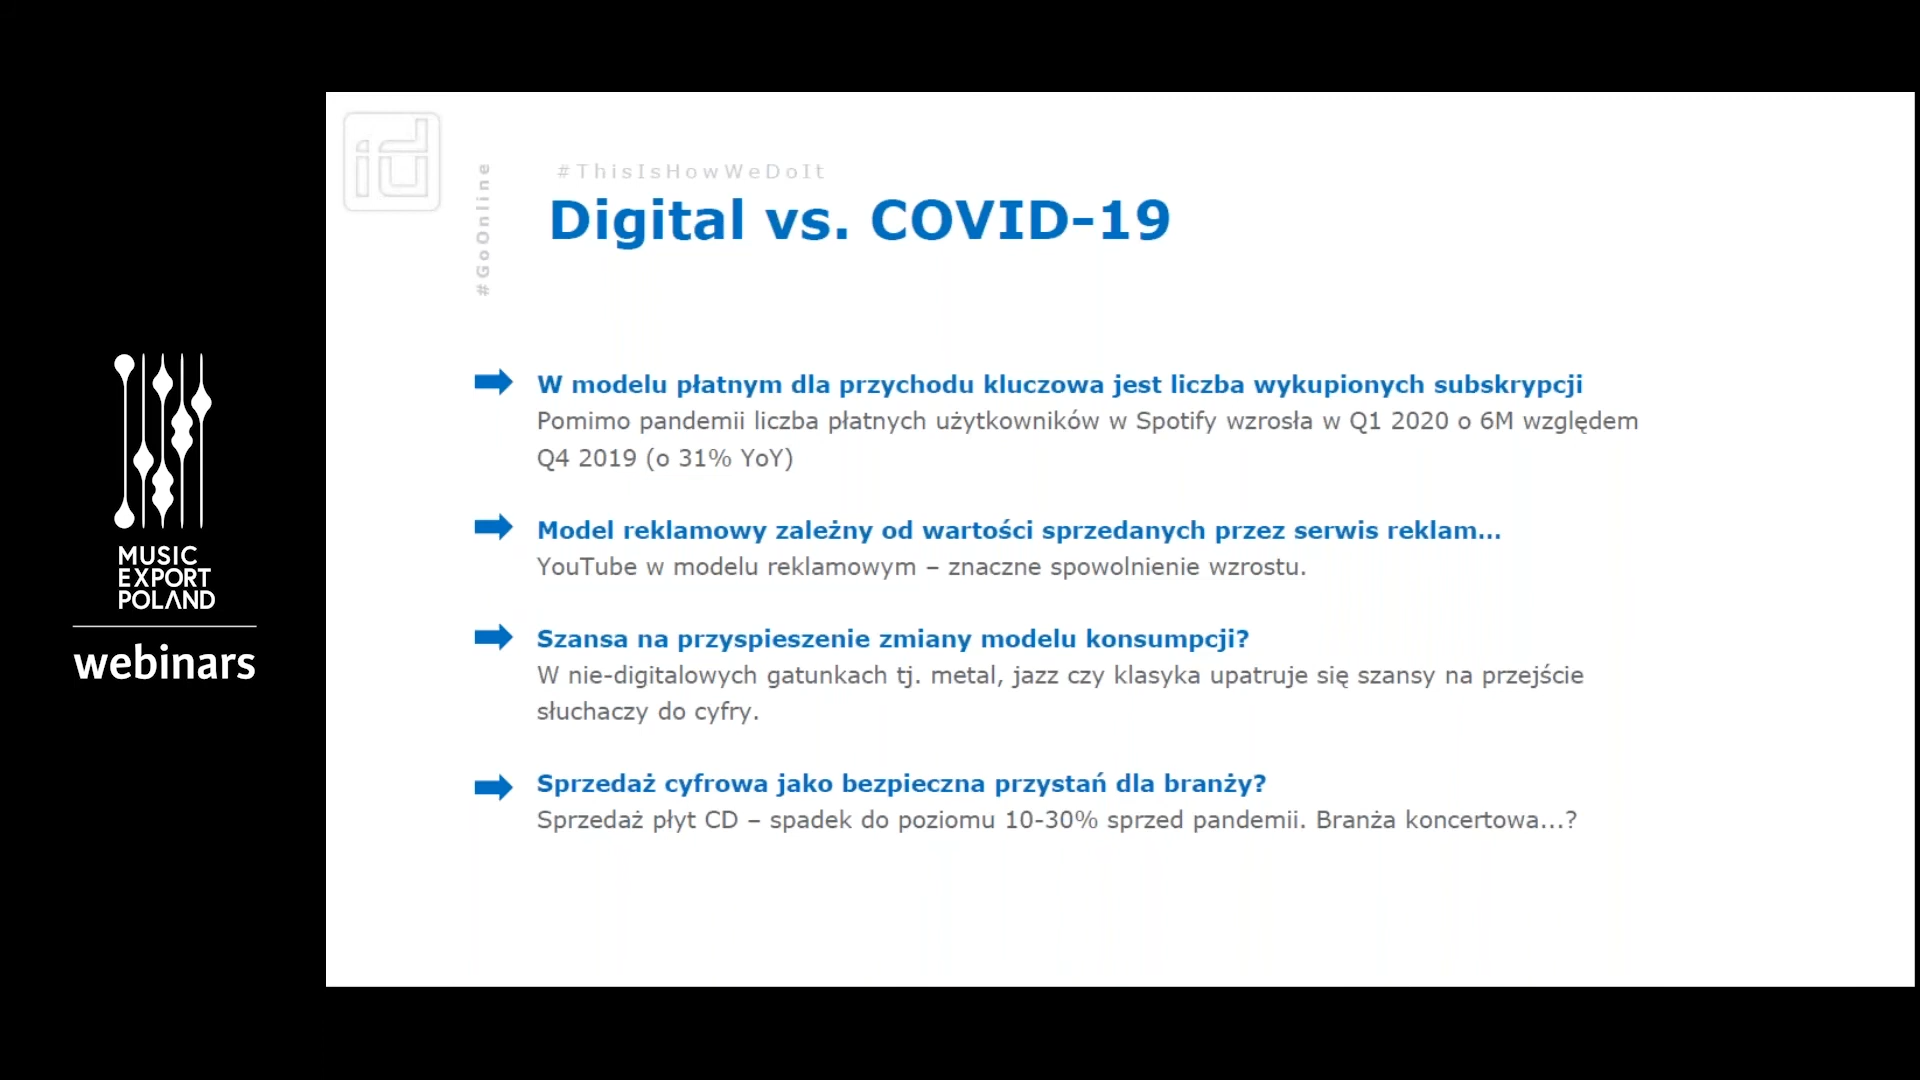 MUSIC
EXPORT
POLAND
webinars
id
#GoOnline
#ThisIsHowWeDoIt
Digital vs. COVID-19
W modelu płatnym dla przychodu kluczowa jest liczba wykupionych subskrypcji
Pomimo pandemii liczba płatnych użytkowników w Spotify wzrosła w Q1 2020 o 6M względem
Q4 2019 (o 31% YoY)
Model reklamowy zależny od wartości sprzedanych przez serwis reklam...
YouTube w modelu reklamowym – znaczne spowolnienie wzrostu.
Szansa na przyspieszenie zmiany modelu konsumpcji?
W nie-digitalowych gatunkach tj. metal, jazz czy klasyka upatruje się szansy na przejście
słuchaczy do cyfry.
Sprzedaż cyfrowa jako bezpieczna przystań dla branży?
Sprzedaż płyt CD – spadek do poziomu 10-30% sprzed pandemii. Branża koncertowa...?